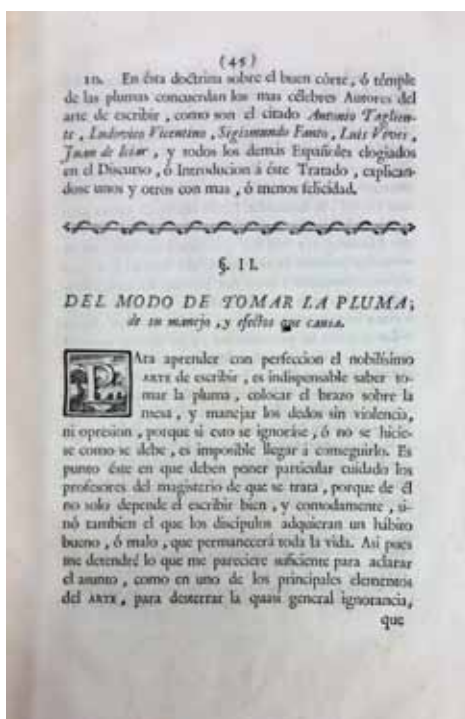 (45)
10. En ésta doctrina sobre el buen córte, ó témple
de las plumas concuerdan los mas célebres Autores del
arte de escribir, como son el citado Antonio Taglien-
te, Ludovico Vicentino, Sigismundo Fanto, Luis Vives,
Juan de Iciar, y todos los demás Españoles elogiados
en el Discurso, ó Introducion á éste Tratado, explican-
dose unos y otros con mas, ó menos felicidad.
§. II.
DEL MODO DE TOMAR LA PLUMA;
de su manejo, y efectos que causa.
PAra aprender con perfeccion el nobilísimo
ARTE de escribir, es indispensable saber to-
mar la pluma, colocar el brazo sobre la
mesa, y manejar los dedos sin violencia,
ni opresion, porque si esto se ignoráse, ó no se hicie-
se como se debe, es imposible llegar á conseguirlo. Es
punto éste en que deben poner particular cuidado los
profesores del magisterio de que se trata, porque de él
no solo depende el escribir bien, y comodamente, si-
nó tambien el que los discipulos adquieran un hábito
bueno, ó malo, que permanecerá toda la vida. Asi pues
me detendré lo que me pareciere suficiente para aclarar
el asunto, como en uno de los principales elementos
del ARTE, para desterrar la quasi general ignorancia,
que